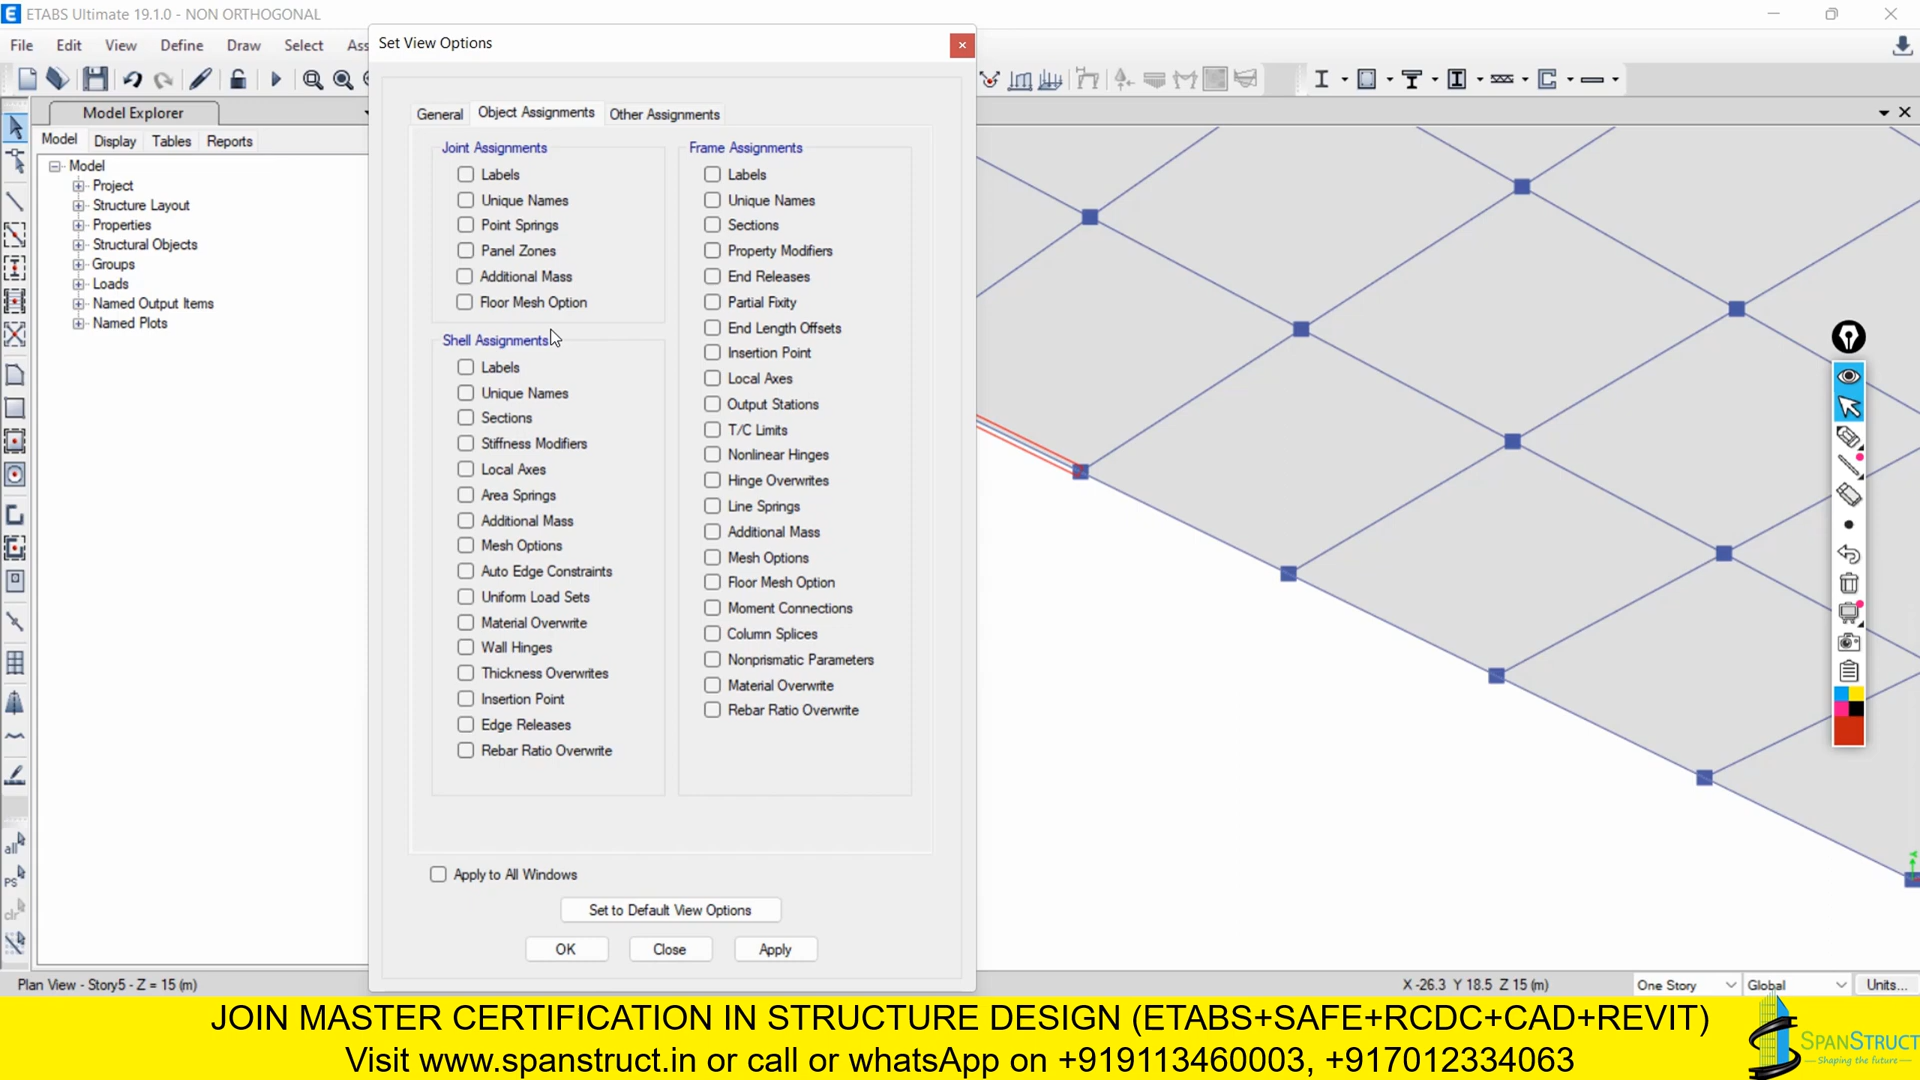 ETABS Ultimate 19.1.0 - NON ORTHOGONAL
Set View Options
File Edit View Define Draw Select Ass
Model Explorer
Model Display Tables Reports
Model
Project
Structure Layout
Properties
Structural Objects
Groups
Loads
Named Output Items
Named Plots
General Object Assignments Other Assignments
Joint Assignments
Labels
Unique Names
Point Springs
Panel Zones
Additional Mass
Floor Mesh Option
Shell Assignments
Labels
Unique Names
Sections
Stiffness Modifiers
Local Axes
Area Springs
Additional Mass
Mesh Options
Auto Edge Constraints
Uniform Load Sets
Material Overwrite
Wall Hinges
Thickness Overwrites
Insertion Point
Edge Releases
Rebar Ratio Overwrite
Frame Assignments
Labels
Unique Names
Sections
Property Modifiers
End Releases
Partial Fixity
End Length Offsets
Insertion Point
Local Axes
Output Stations
T/C Limits
Nonlinear Hinges
Hinge Overwrites
Line Springs
Additional Mass
Mesh Options
Floor Mesh Option
Moment Connections
Column Splices
Nonprismatic Parameters
Material Overwrite
Rebar Ratio Overwrite
Apply to All Windows
Set to Default View Options
OK Close Apply
all
PS
clr
Plan View - Story5 - Z = 15 (m)
X -26.3 Y 18.5 Z 15 (m)
One Story Global Units...
JOIN MASTER CERTIFICATION IN STRUCTURE DESIGN (ETABS+SAFE+RCDC+CAD+REVIT)
Visit www.spanstruct.in or call or whatsApp on +919113460003, +917012334063
SPANSTRUCT
Shaping the future